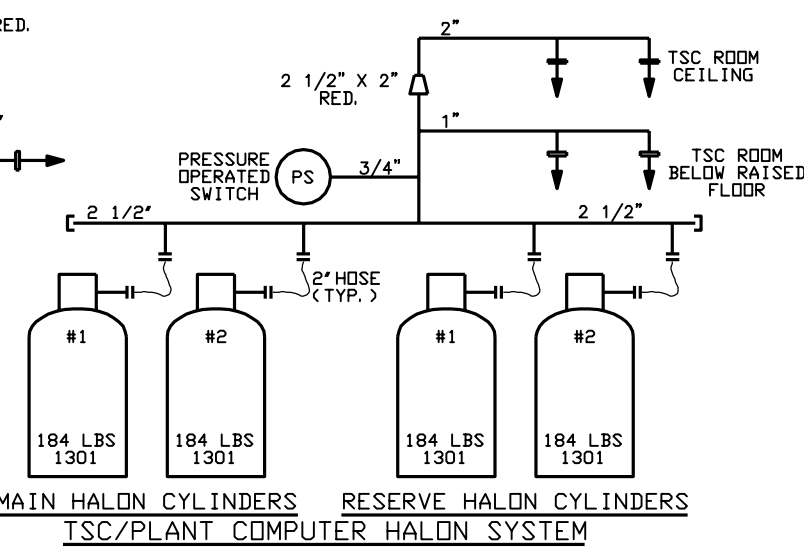 RED.
2"
2 1/2" X 2"
RED.
TSC ROOM
CEILING
1"
PRESSURE
OPERATED
SWITCH
PS
3/4"
TSC ROOM
BELOW RAISED
FLOOR
2 1/2"
2 1/2"
2" HOSE
(TYP.)
#1
#2
#1
#2
184 LBS
1301
184 LBS
1301
184 LBS
1301
184 LBS
1301
MAIN HALON CYLINDERS
RESERVE HALON CYLINDERS
TSC/PLANT COMPUTER HALON SYSTEM